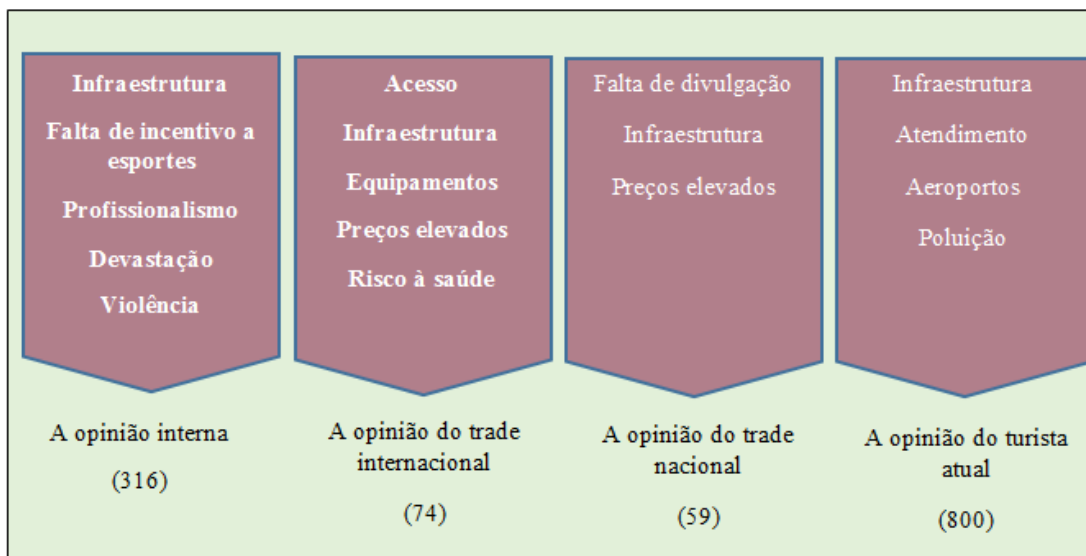 Infraestrutura
Falta de incentivo a
esportes
Profissionalismo
Devastação
Violência
A opinião interna
(316)
Acesso
Infraestrutura
Equipamentos
Preços elevados
Risco à saúde
A opinião do trade
internacional
(74)
Falta de divulgação
Infraestrutura
Preços elevados
A opinião do trade
nacional
(59)
Infraestrutura
Atendimento
Aeroportos
Poluição
A opinião do turista
atual
(800)